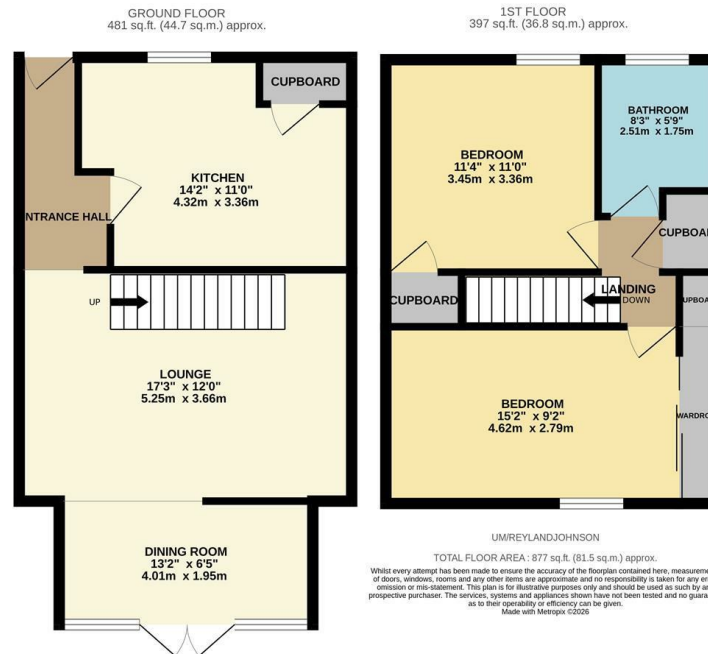 GROUND FLOOR
481 sq.ft. (44.7 sq.m.) approx.
CUPBOARD
KITCHEN
14'2" x 11'0"
4.32m x 3.36m
NTRANCE HALL
UP
LOUNGE
17'3" x 12'0"
5.25m x 3.66m
DINING ROOM
13'2" x 6'5"
4.01m x 1.95m
1ST FLOOR
397 sq.ft. (36.8 sq.m.) approx.
BATHROOM
8'3" x 5'9"
2.51m x 1.75m
BEDROOM
11'4" x 11'0"
3.45m x 3.36m
CUPBOAR
CUPBOARD
LANDING
DOWN
UPBOA
BEDROOM
15'2" x 9'2"
4.62m x 2.79m
WARDRO
UM/REYLANDJOHNSON
TOTAL FLOOR AREA : 877 sq.ft. (81.5 sq.m.) approx.
Whilst every attempt has been made to ensure the accuracy of the floorplan contained here, measureme
of doors, windows, rooms and any other items are approximate and no responsibility is taken for any er
omission or mis-statement. This plan is for illustrative purposes only and should be used as such by an
prospective purchaser. The services, systems and appliances shown have not been tested and no guara
as to their operability or efficiency can be given.
Made with Metropix ©2026